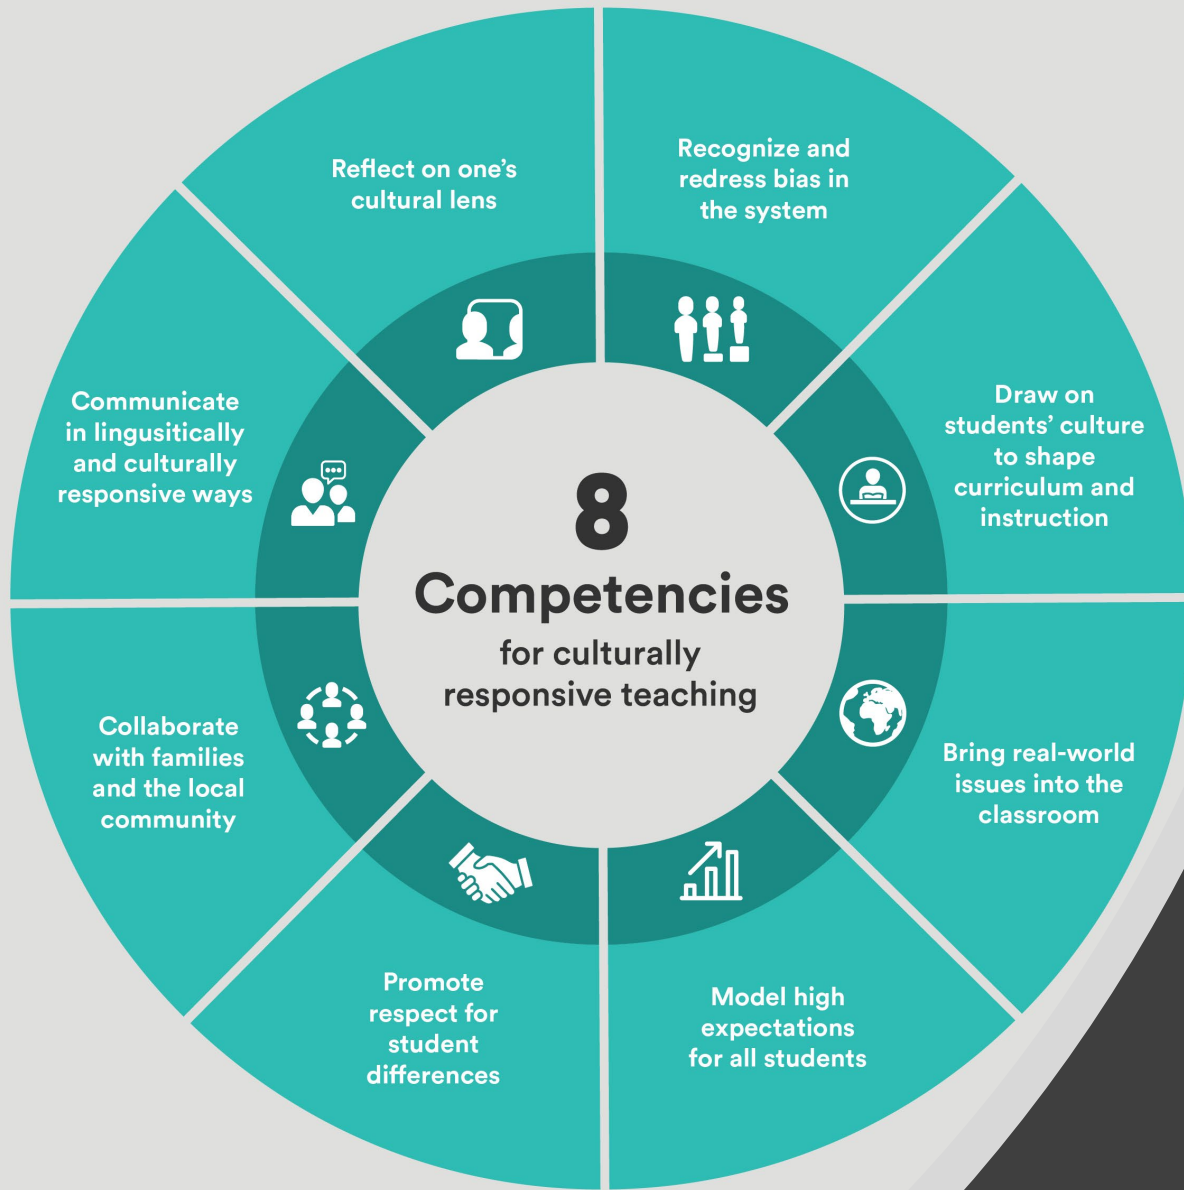 8
Competencies
for culturally
responsive teaching
Reflect on one’s
cultural lens
Recognize and
redress bias in
the system
Draw on
students’ culture
to shape
curriculum and
instruction
Bring real-world
issues into the
classroom
Model high
expectations
for all students
Promote
respect for
student
differences
Collaborate
with families
and the local
community
Communicate
in lingusitically
and culturally
responsive ways